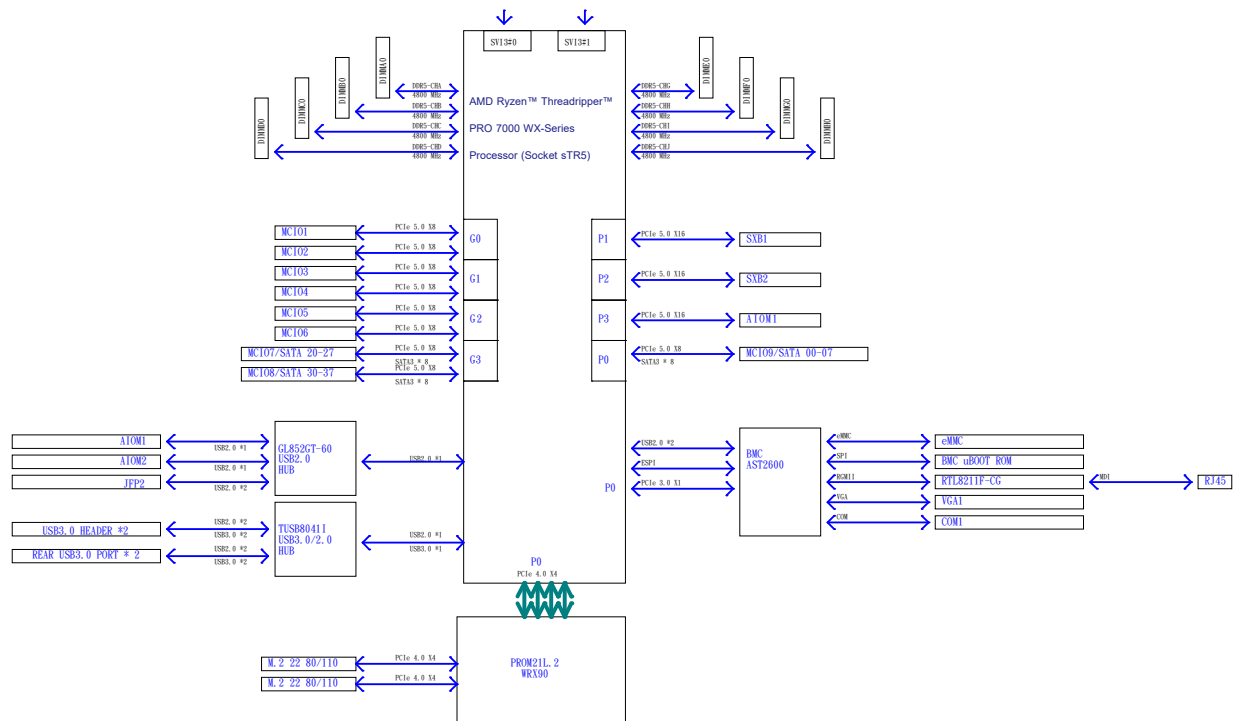 SVI3#0
SVI3#1
DIMMA0
DIMMB0
DIMMC0
DIMMD0
DIMME0
DIMMF0
DIMMG0
DIMMH0
DDR5-CHA
4800 MHz
DDR5-CHB
4800 MHz
DDR5-CHC
4800 MHz
DDR5-CHD
4800 MHz
AMD Ryzen™ Threadripper™
PRO 7000 WX-Series
Processor (Socket sTR5)
DDR5-CHG
4800 MHz
DDR5-CHH
4800 MHz
DDR5-CHI
4800 MHz
DDR5-CHJ
4800 MHz
MCIO1
PCIe 5.0 X8
MCIO2
PCIe 5.0 X8
G0
MCIO3
PCIe 5.0 X8
MCIO4
PCIe 5.0 X8
G1
MCIO5
PCIe 5.0 X8
MCIO6
PCIe 5.0 X8
G2
MCIO7/SATA 20-27
PCIe 5.0 X8
SATA3 * 8
MCIO8/SATA 30-37
PCIe 5.0 X8
SATA3 * 8
G3
P1
PCIe 5.0 X16
SXB1
P2
PCIe 5.0 X16
SXB2
P3
PCIe 5.0 X16
AIOM1
P0
PCIe 5.0 X8
SATA3 * 8
MCIO9/SATA 00-07
AIOM1
USB2.0 *1
AIOM2
USB2.0 *1
JFP2
USB2.0 *2
GL852GT-60
USB2.0
HUB
USB2.0 *1
USB3.0 HEADER *2
USB2.0 *2
USB3.0 *2
REAR USB3.0 PORT * 2
USB2.0 *2
USB3.0 *2
TUSB8041I
USB3.0/2.0
HUB
USB2.0 *1
USB3.0 *1
P0
USB2.0 *2
ESPI
PCIe 3.0 X1
BMC
AST2600
eMMC
eMMC
SPI
BMC uBOOT ROM
RGMII
RTL8211F-CG
MDI
RJ45
VGA
VGA1
COM
COM1
P0
PCIe 4.0 X4
M.2 22 80/110
PCIe 4.0 X4
M.2 22 80/110
PCIe 4.0 X4
PROM21L.2
WRX90